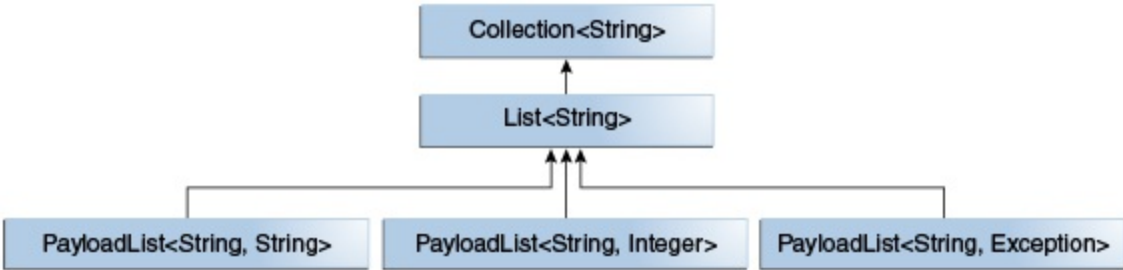 Collection<String>
List<String>
PayloadList<String, String>
PayloadList<String, Integer>
PayloadList<String, Exception>